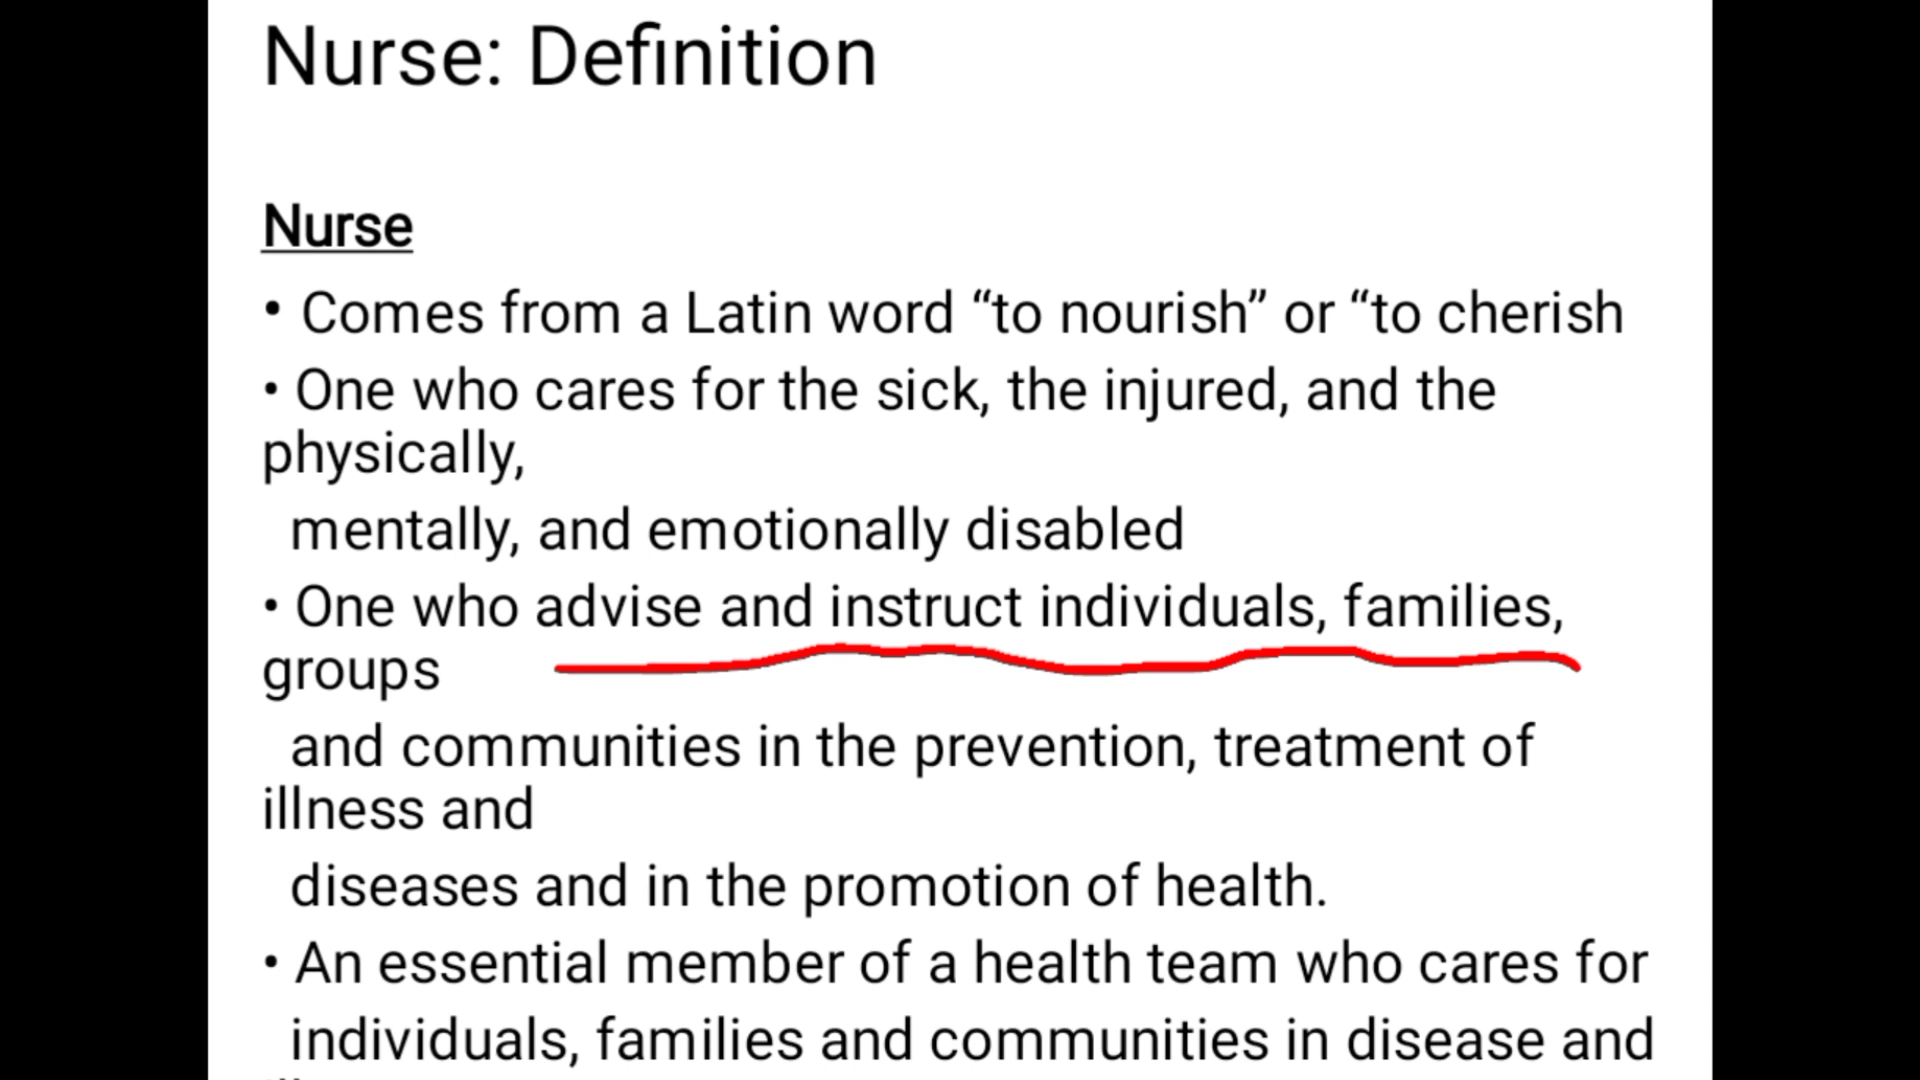 Nurse: Definition
Nurse
• Comes from a Latin word “to nourish” or “to cherish
• One who cares for the sick, the injured, and the
physically,
mentally, and emotionally disabled
• One who advise and instruct individuals, families,
groups
and communities in the prevention, treatment of
illness and
diseases and in the promotion of health.
• An essential member of a health team who cares for
individuals, families and communities in disease and